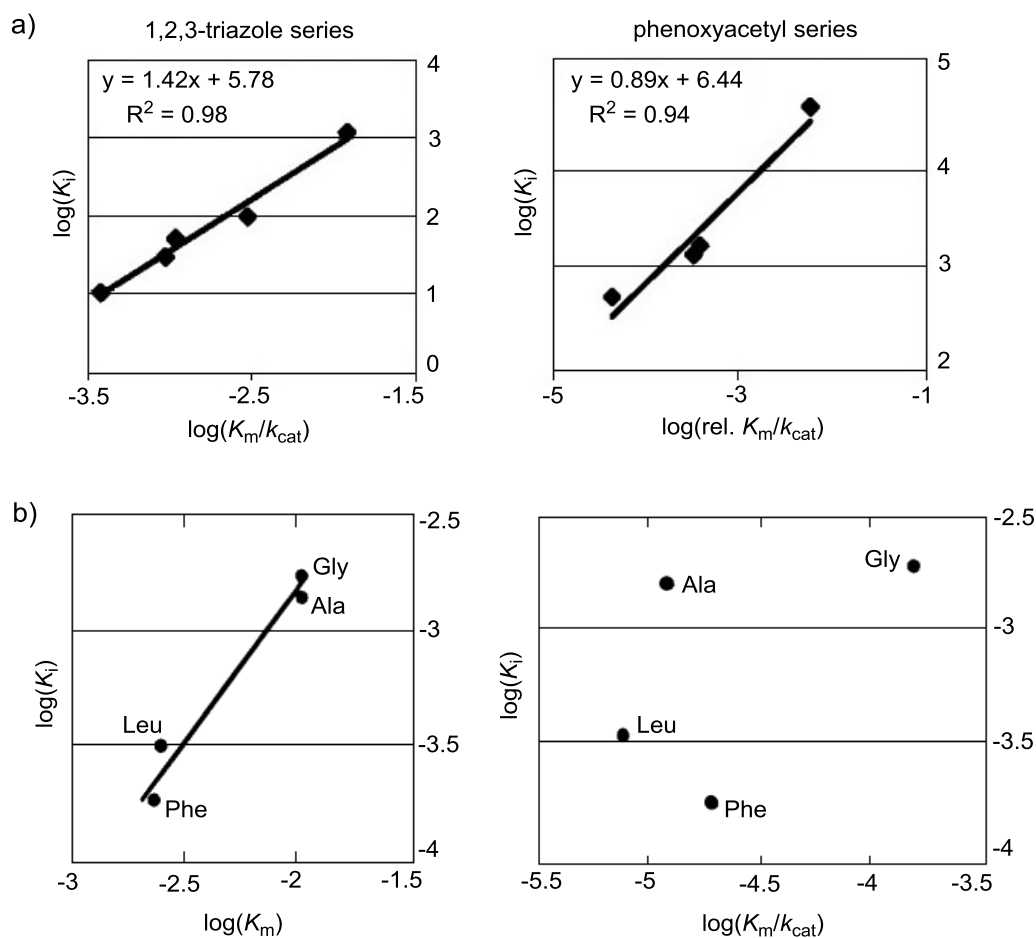 a)
1,2,3-triazole series
y = 1.42x + 5.78
R² = 0.98
4
3
2
1
0
log(Kᵢ)
-3.5 -2.5 -1.5
log(Kₘ/k_cat)
phenoxyacetyl series
y = 0.89x + 6.44
R² = 0.94
5
4
3
2
log(Kᵢ)
-5 -3 -1
log(rel. Kₘ/k_cat)
b)
-2.5
Gly
Ala
-3
Leu
-3.5
Phe
-4
log(Kᵢ)
-3 -2.5 -2 -1.5
log(Kₘ)
-2.5
Gly
Ala
-3
Leu
-3.5
Phe
-4
log(Kᵢ)
-5.5 -5 -4.5 -4 -3.5
log(Kₘ/k_cat)